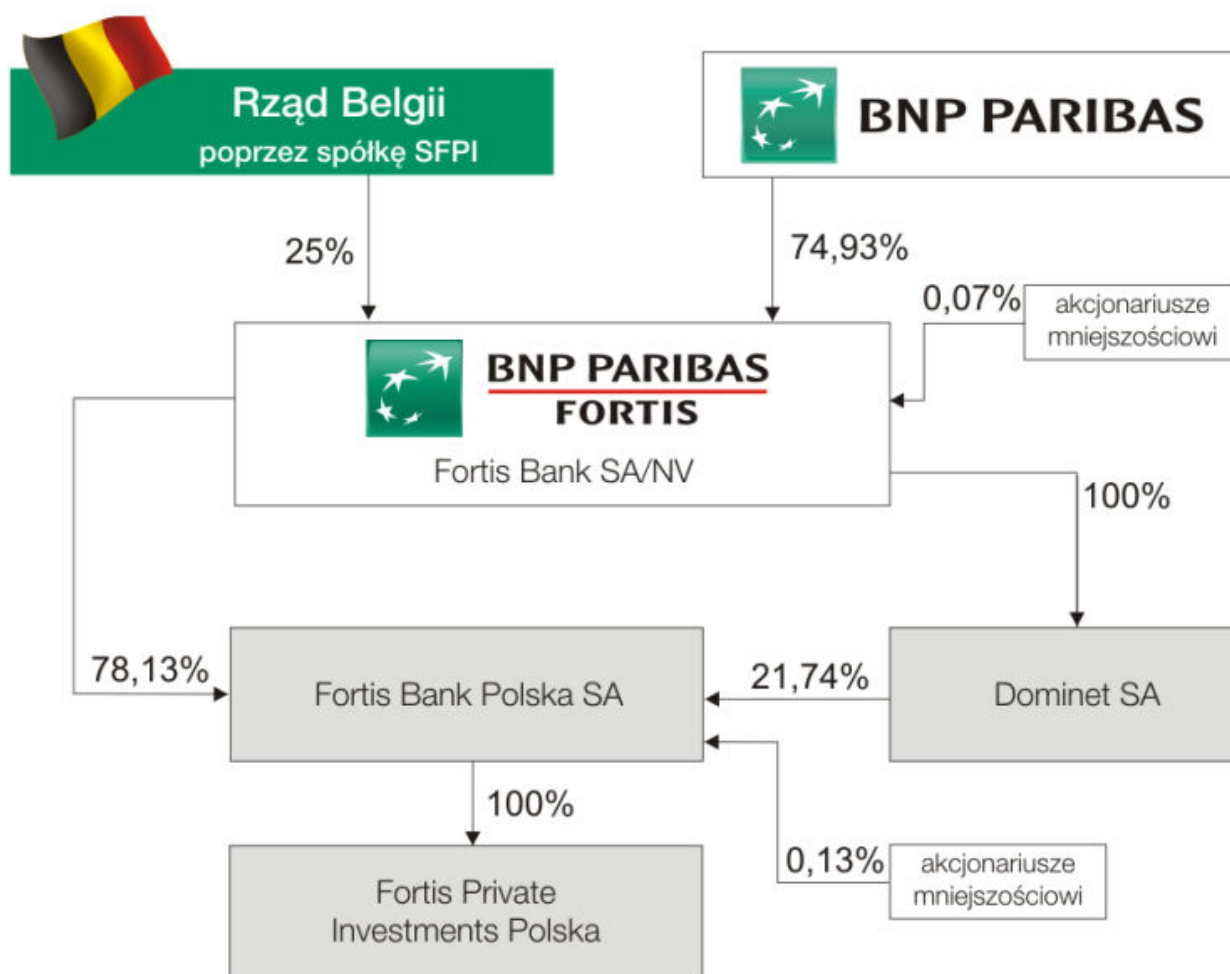 Rząd Belgii
poprzez spółkę SFPI
BNP PARIBAS
25%
74,93%
0,07%
akcjonariusze
mniejszościowi
BNP PARIBAS
FORTIS
Fortis Bank SA/NV
100%
78,13%
Fortis Bank Polska SA
21,74%
Dominet SA
100%
0,13%
akcjonariusze
mniejszościowi
Fortis Private
Investments Polska